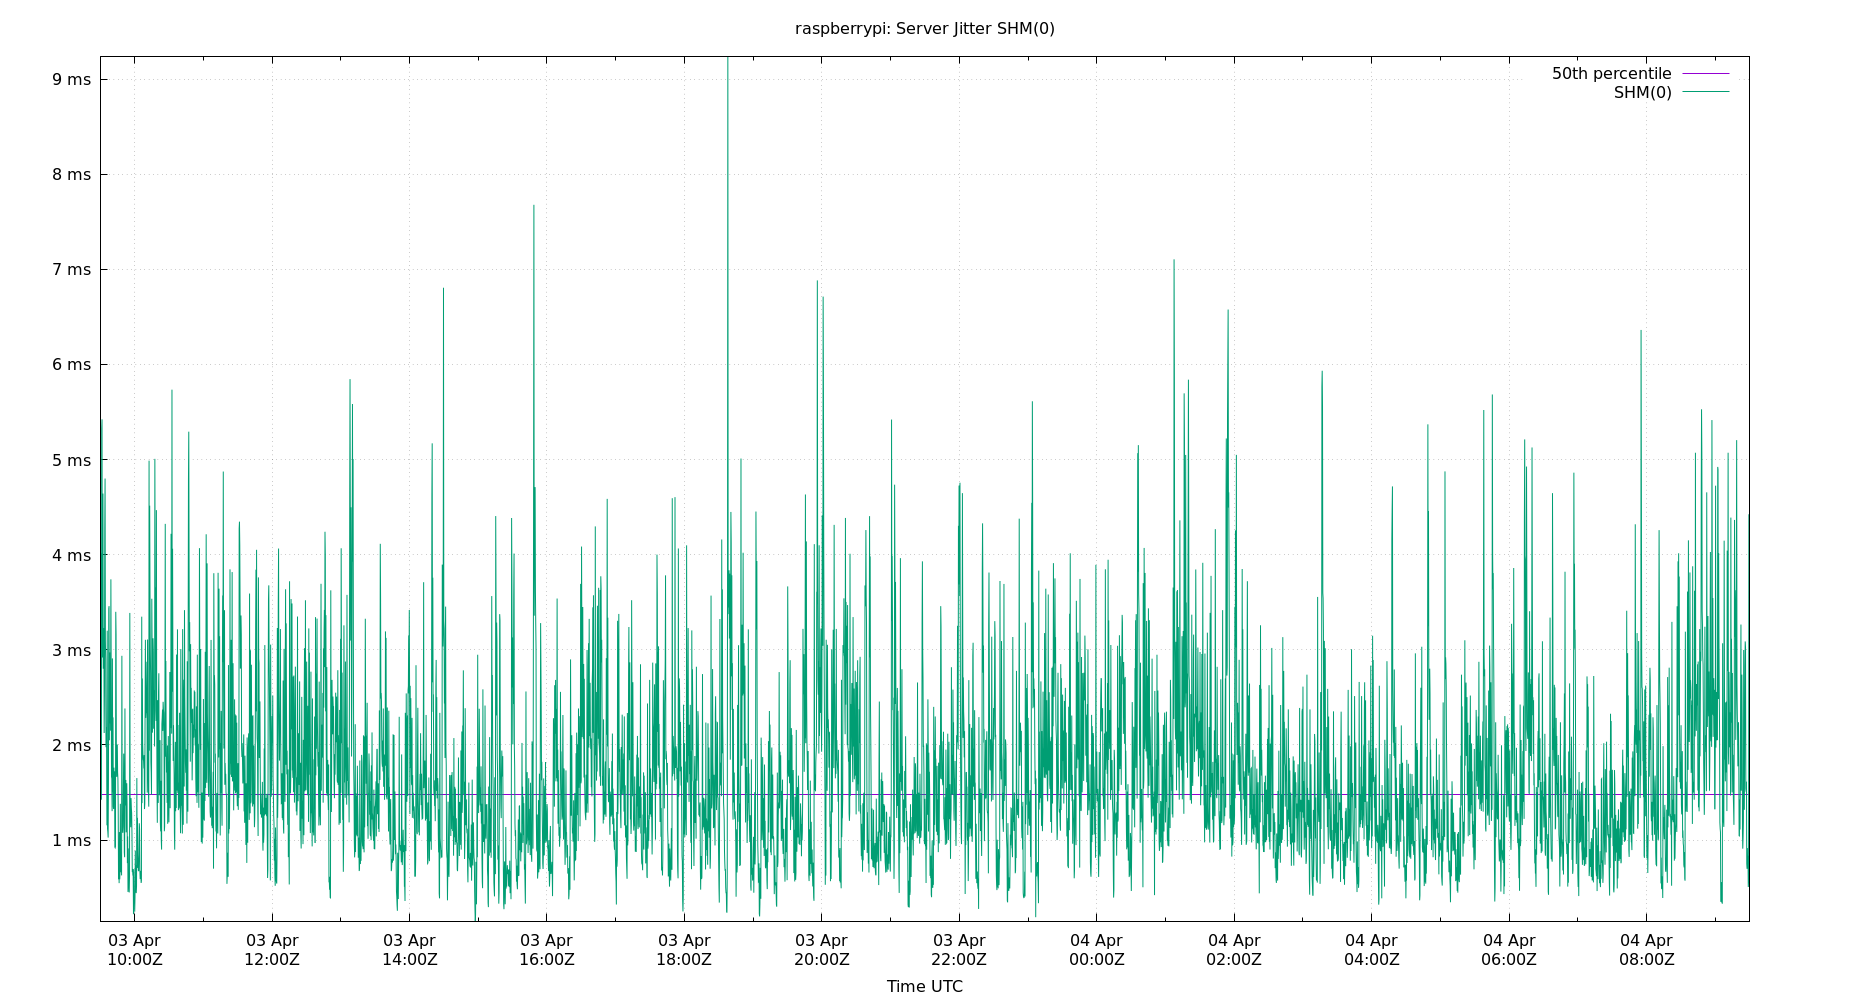 raspberrypi: Server Jitter SHM(0)
50th percentile
SHM(0)
9 ms
8 ms
7 ms
6 ms
5 ms
4 ms
3 ms
2 ms
1 ms
03 Apr 03 Apr 03 Apr 03 Apr 03 Apr 03 Apr 03 Apr 04 Apr 04 Apr 04 Apr 04 Apr 04 Apr
10:00Z 12:00Z 14:00Z 16:00Z 18:00Z 20:00Z 22:00Z 00:00Z 02:00Z 04:00Z 06:00Z 08:00Z
Time UTC